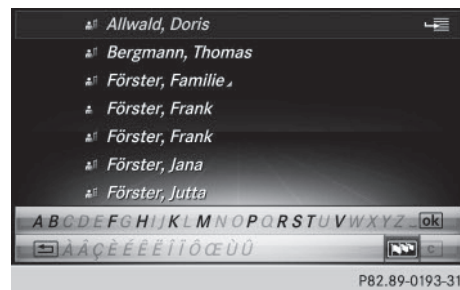 Allwald, Doris
Bergmann, Thomas
Förster, Familie
Förster, Frank
Förster, Frank
Förster, Jana
Förster, Jutta
A B C D E F G H I J K L M N O P Q R S T U V W X Y Z _ ok
À Â Ç È É Ê Ë Î Ï Ô Œ Ù Û c
P82.89-0193-31